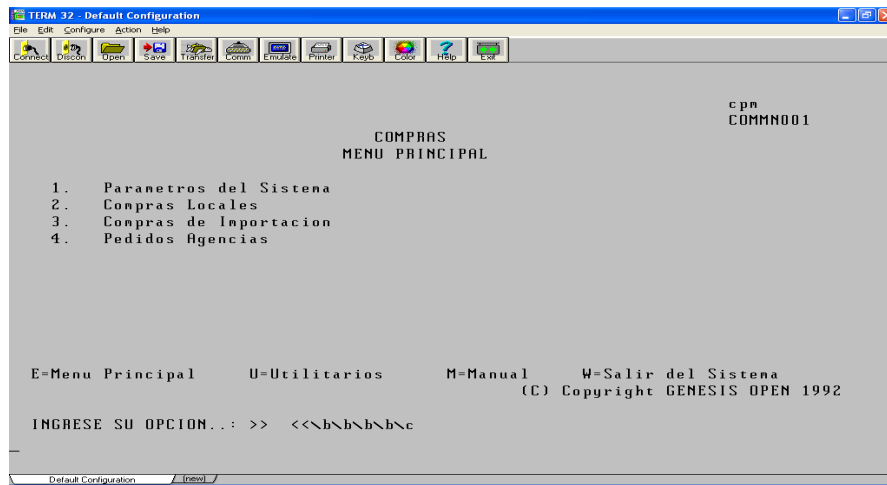 TERM 32 - Default Configuration
File Edit Configure Action Help
Connect Discon Open Save Transfer Comm Emulate Printer Keyb Color Help Exit
cpm
COMMN001
COMPRAS
MENU PRINCIPAL
1. Parametros del Sistema
2. Compras Locales
3. Compras de Importacion
4. Pedidos Agencias
E=Menu Principal U=Utilitarios M=Manual W=Salir del Sistema
(C) Copyright GENESIS OPEN 1992
INGRESE SU OPCION..: >> <<\b\b\b\b\c
Default Configuration [new]